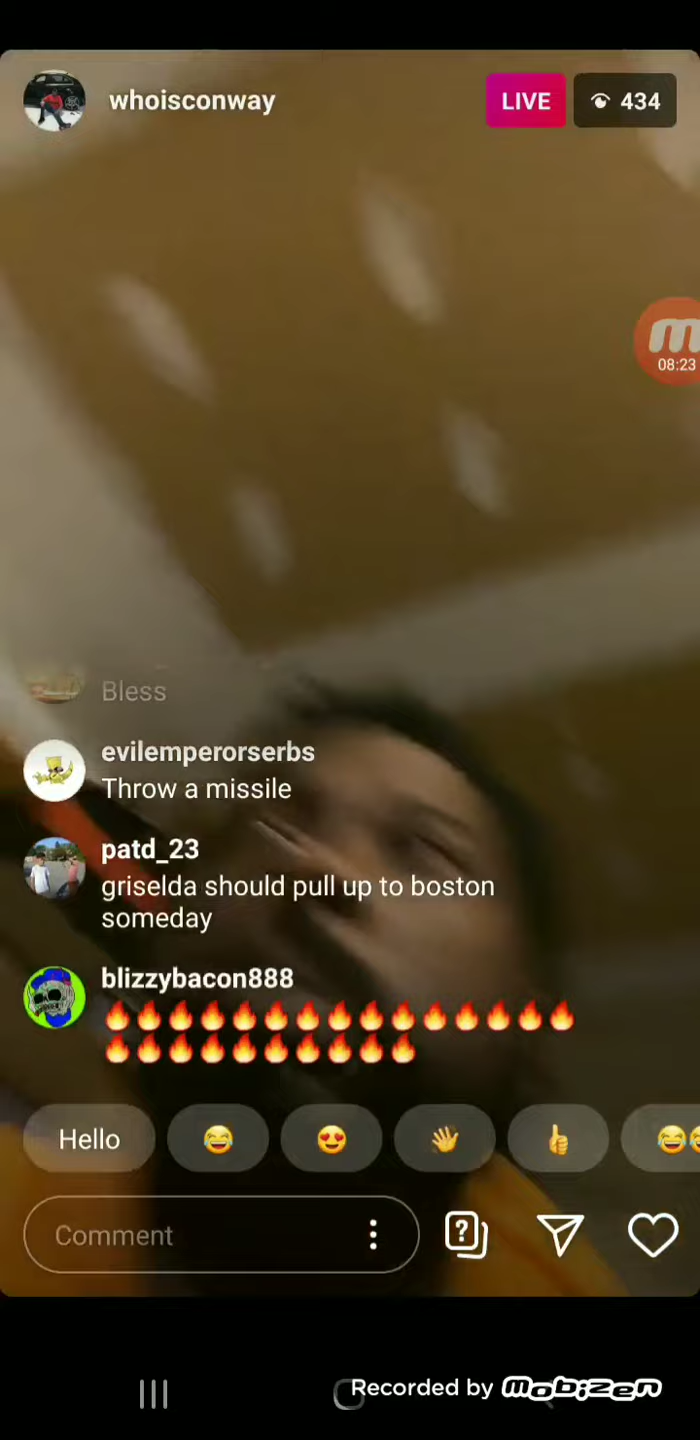 whoisconway
LIVE
434
08:23
Bless
evilemperorserbs
Throw a missile
patd_23
griselda should pull up to boston
someday
blizzybacon888
🔥🔥🔥🔥🔥🔥🔥🔥🔥🔥🔥🔥🔥🔥🔥
🔥🔥🔥🔥🔥🔥🔥🔥🔥🔥
Hello
Comment
Recorded by mobizen